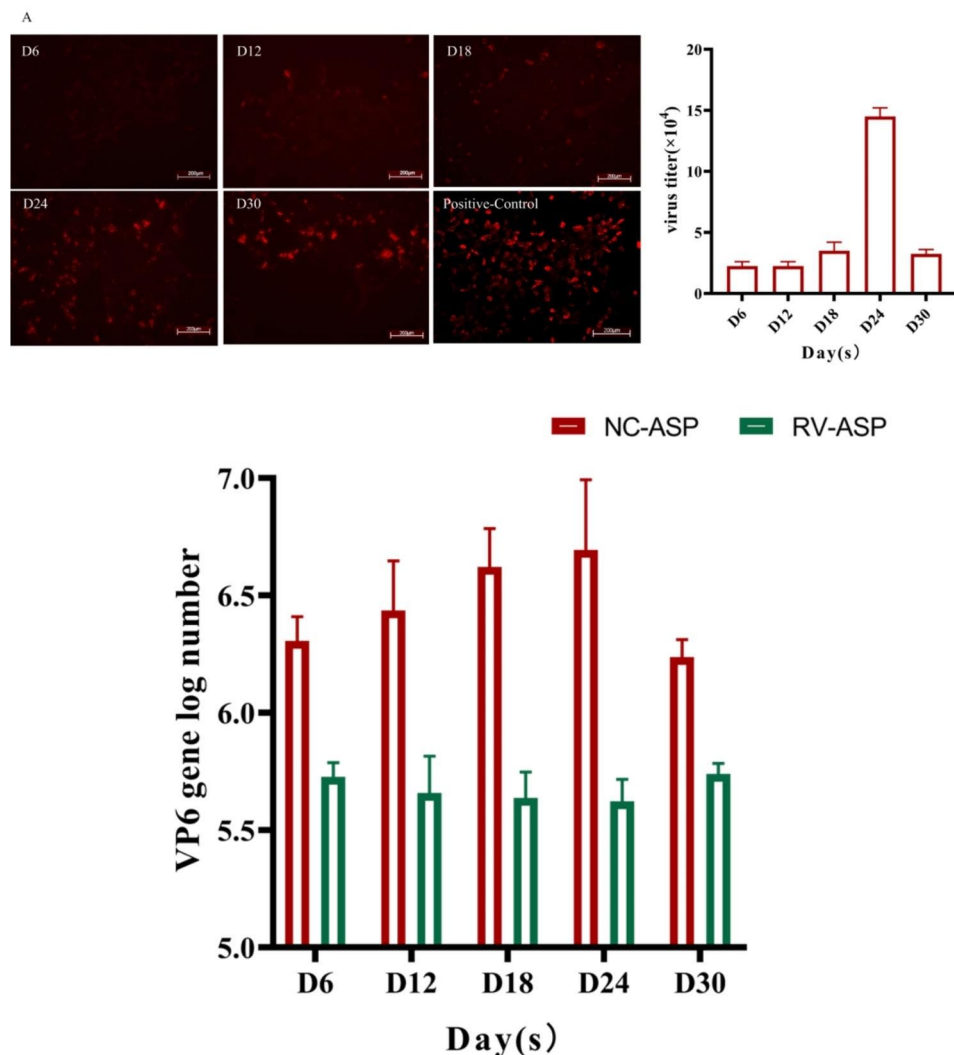 A
D6
D12
D18
200μm
200μm
200μm
D24
D30
Positive-Control
200μm
200μm
200μm
virus titer(×10⁴)
20
15
10
5
0
D6
D12
D18
D24
D30
Day(s)
NC-ASP
RV-ASP
VP6 gene log number
7.0
6.5
6.0
5.5
5.0
D6
D12
D18
D24
D30
Day(s)